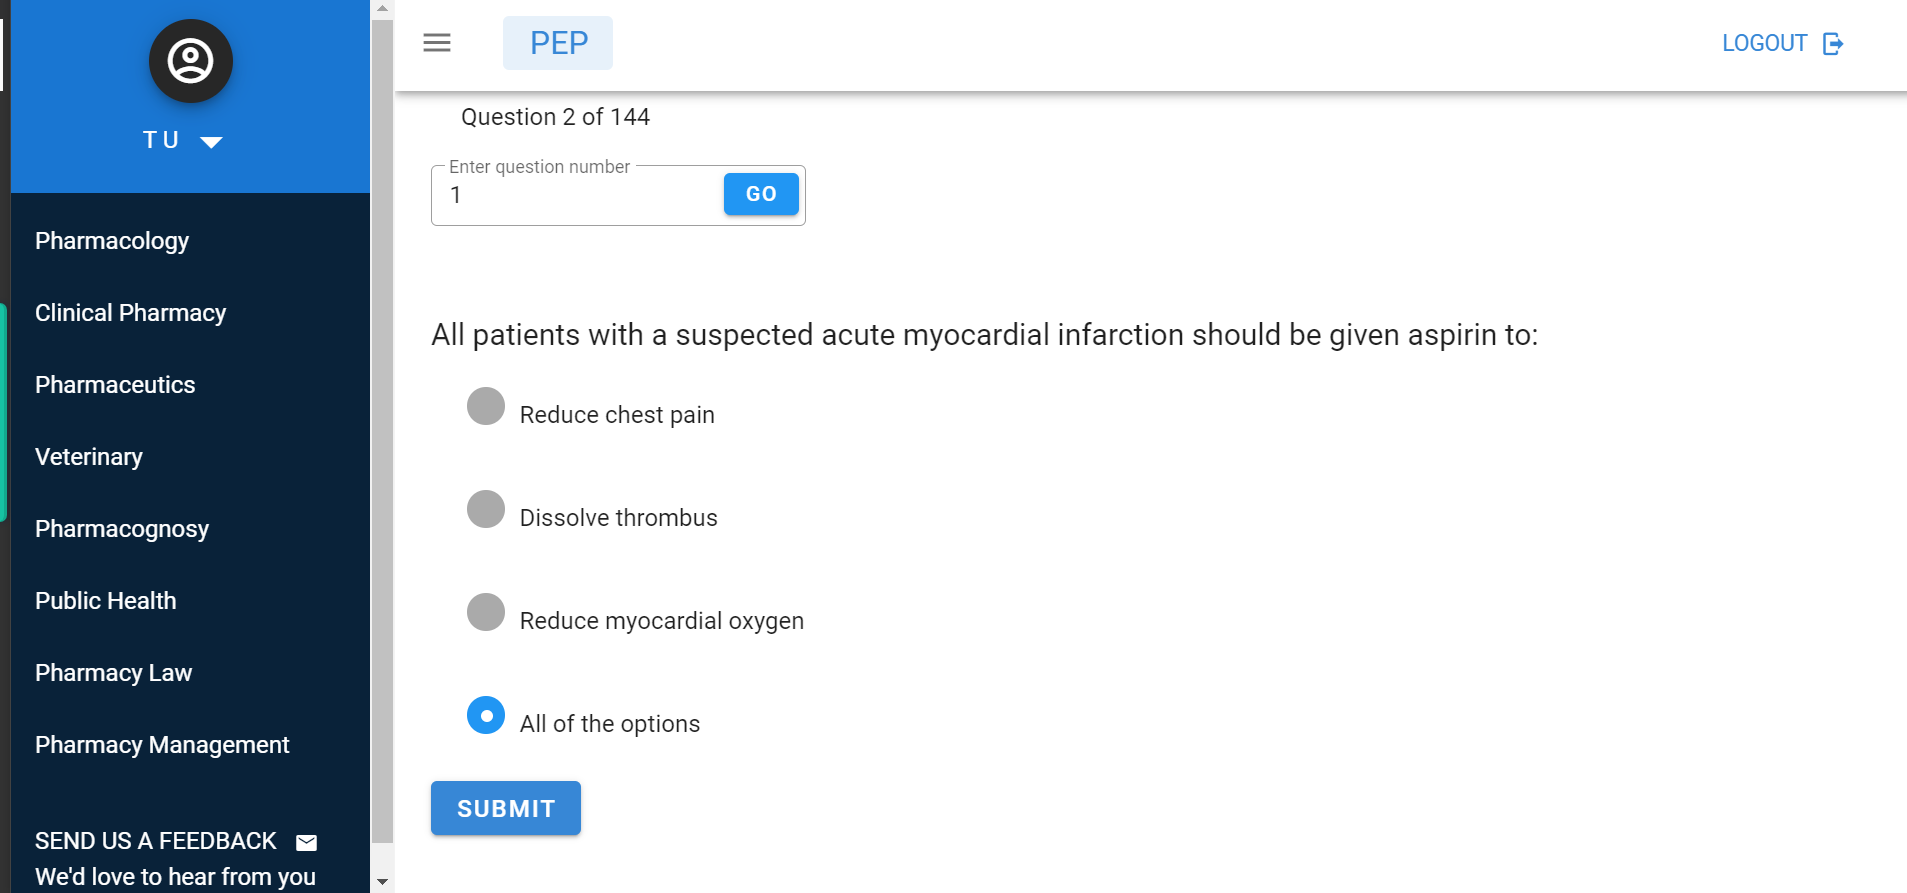 T U
Pharmacology
Clinical Pharmacy
Pharmaceutics
Veterinary
Pharmacognosy
Public Health
Pharmacy Law
Pharmacy Management
SEND US A FEEDBACK
We'd love to hear from you
PEP
LOGOUT
Question 2 of 144
Enter question number
1
GO
All patients with a suspected acute myocardial infarction should be given aspirin to:
Reduce chest pain
Dissolve thrombus
Reduce myocardial oxygen
All of the options
SUBMIT